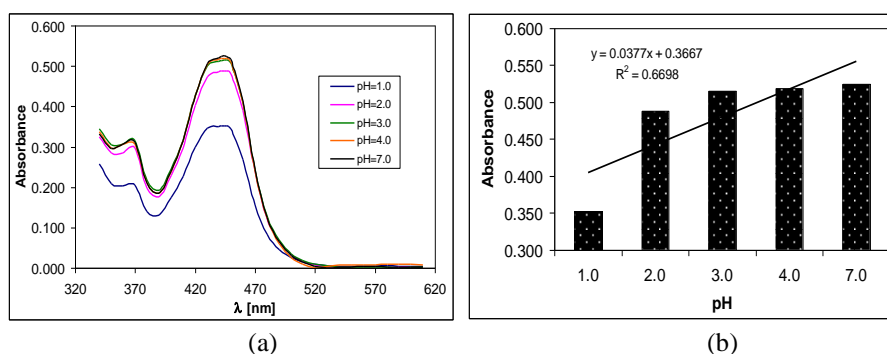 0.600
0.500
0.400
0.300
0.200
0.100
0.000
Absorbance
320 370 420 470 520 570 620
λ [nm]
pH=1.0
pH=2.0
pH=3.0
pH=4.0
pH=7.0
(a)
0.600
0.550
0.500
0.450
0.400
0.350
0.300
Absorbance
y = 0.0377x + 0.3667
R² = 0.6698
1.0 2.0 3.0 4.0 7.0
pH
(b)